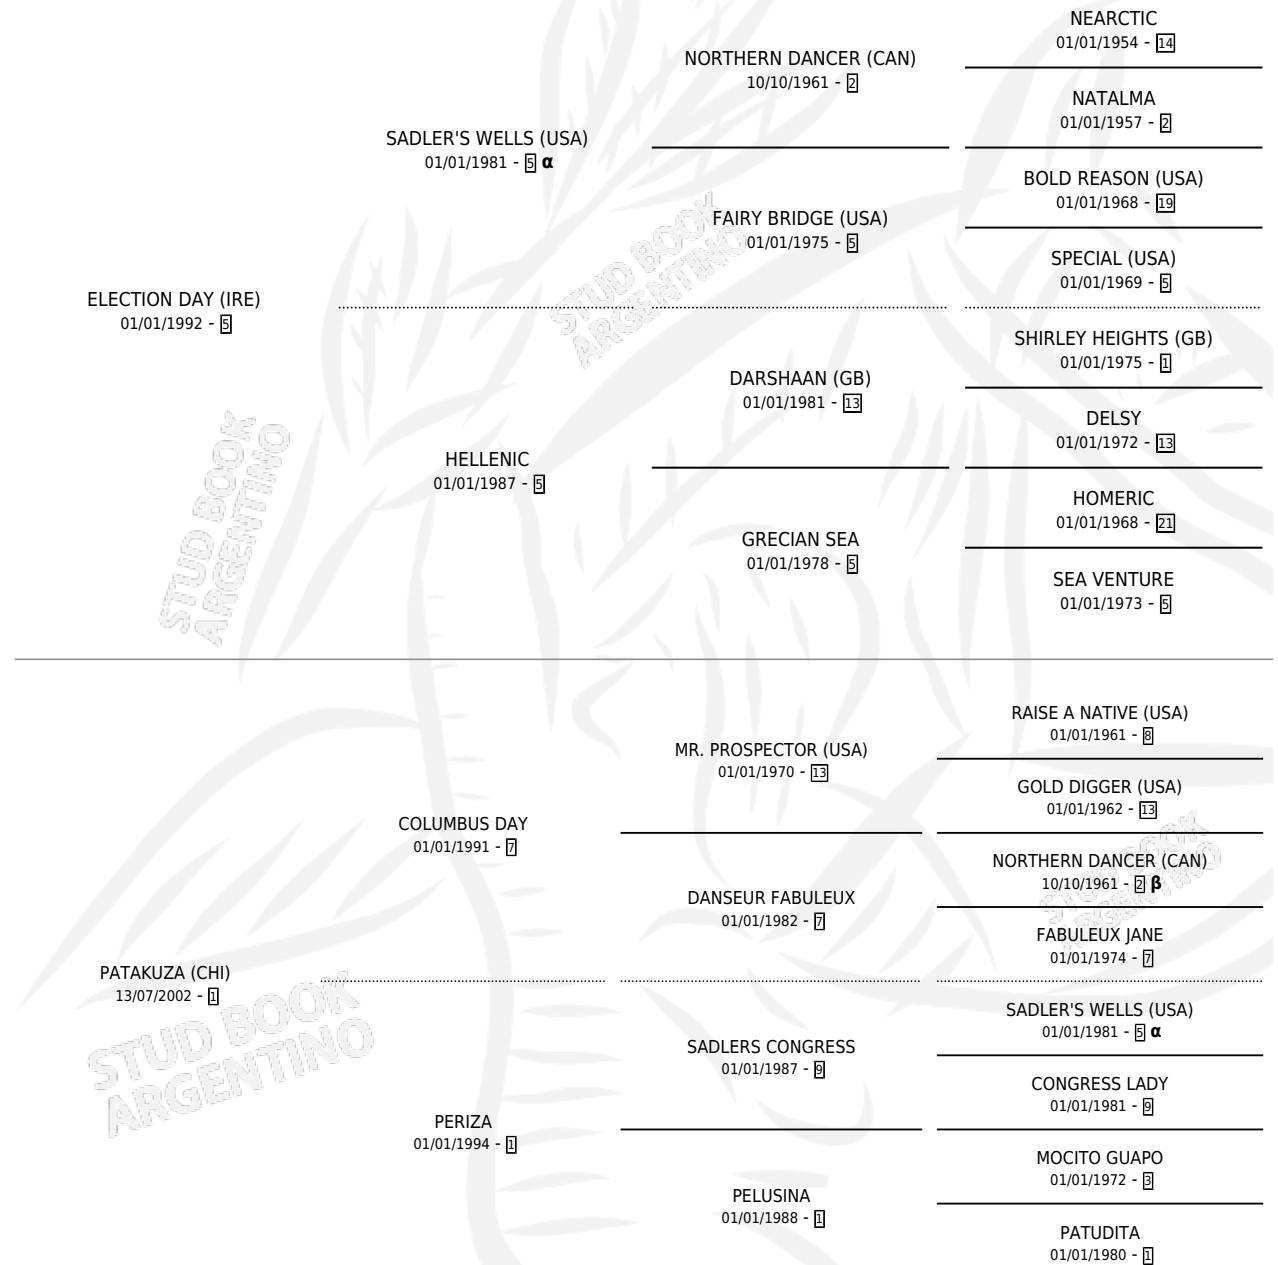 NEARCTIC
01/01/1954 - 14
NORTHERN DANCER (CAN)
10/10/1961 - 2
NATALMA
01/01/1957 - 2
SADLER'S WELLS (USA)
01/01/1981 - 5 α
BOLD REASON (USA)
01/01/1968 - 19
FAIRY BRIDGE (USA)
01/01/1975 - 5
SPECIAL (USA)
01/01/1969 - 5
ELECTION DAY (IRE)
01/01/1992 - 5
SHIRLEY HEIGHTS (GB)
01/01/1975 - 1
DARSHAAN (GB)
01/01/1981 - 13
DELSY
01/01/1972 - 13
HELLENIC
01/01/1987 - 5
HOMERIC
01/01/1968 - 21
GRECIAN SEA
01/01/1978 - 5
SEA VENTURE
01/01/1973 - 5
RAISE A NATIVE (USA)
01/01/1961 - 8
MR. PROSPECTOR (USA)
01/01/1970 - 13
GOLD DIGGER (USA)
01/01/1962 - 13
COLUMBUS DAY
01/01/1991 - 7
NORTHERN DANCER (CAN)
10/10/1961 - 2 β
DANSEUR FABULEUX
01/01/1982 - 7
FABULEUX JANE
01/01/1974 - 7
PATAKUZA (CHI)
13/07/2002 - 1
SADLER'S WELLS (USA)
01/01/1981 - 5 α
SADLERS CONGRESS
01/01/1987 - 9
CONGRESS LADY
01/01/1981 - 9
PERIZA
01/01/1994 - 1
MOCITO GUAPO
01/01/1972 - 3
PELUSINA
01/01/1988 - 1
PATUDITA
01/01/1980 - 1
STUD BOOK
ARGENTINO
STUD BOOK
ARGENTINO
STUD BOOK
ARGENTINO
STUD BOOK
ARGENTINO